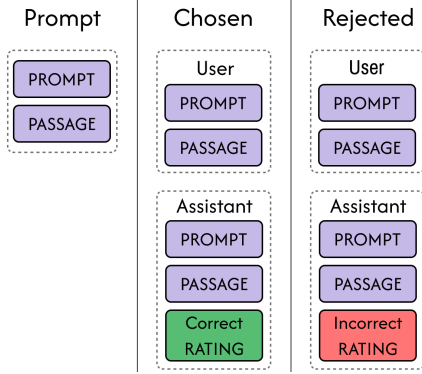 Prompt
PROMPT
PASSAGE
Chosen
User
PROMPT
PASSAGE
Assistant
PROMPT
PASSAGE
Correct
RATING
Rejected
User
PROMPT
PASSAGE
Assistant
PROMPT
PASSAGE
Incorrect
RATING